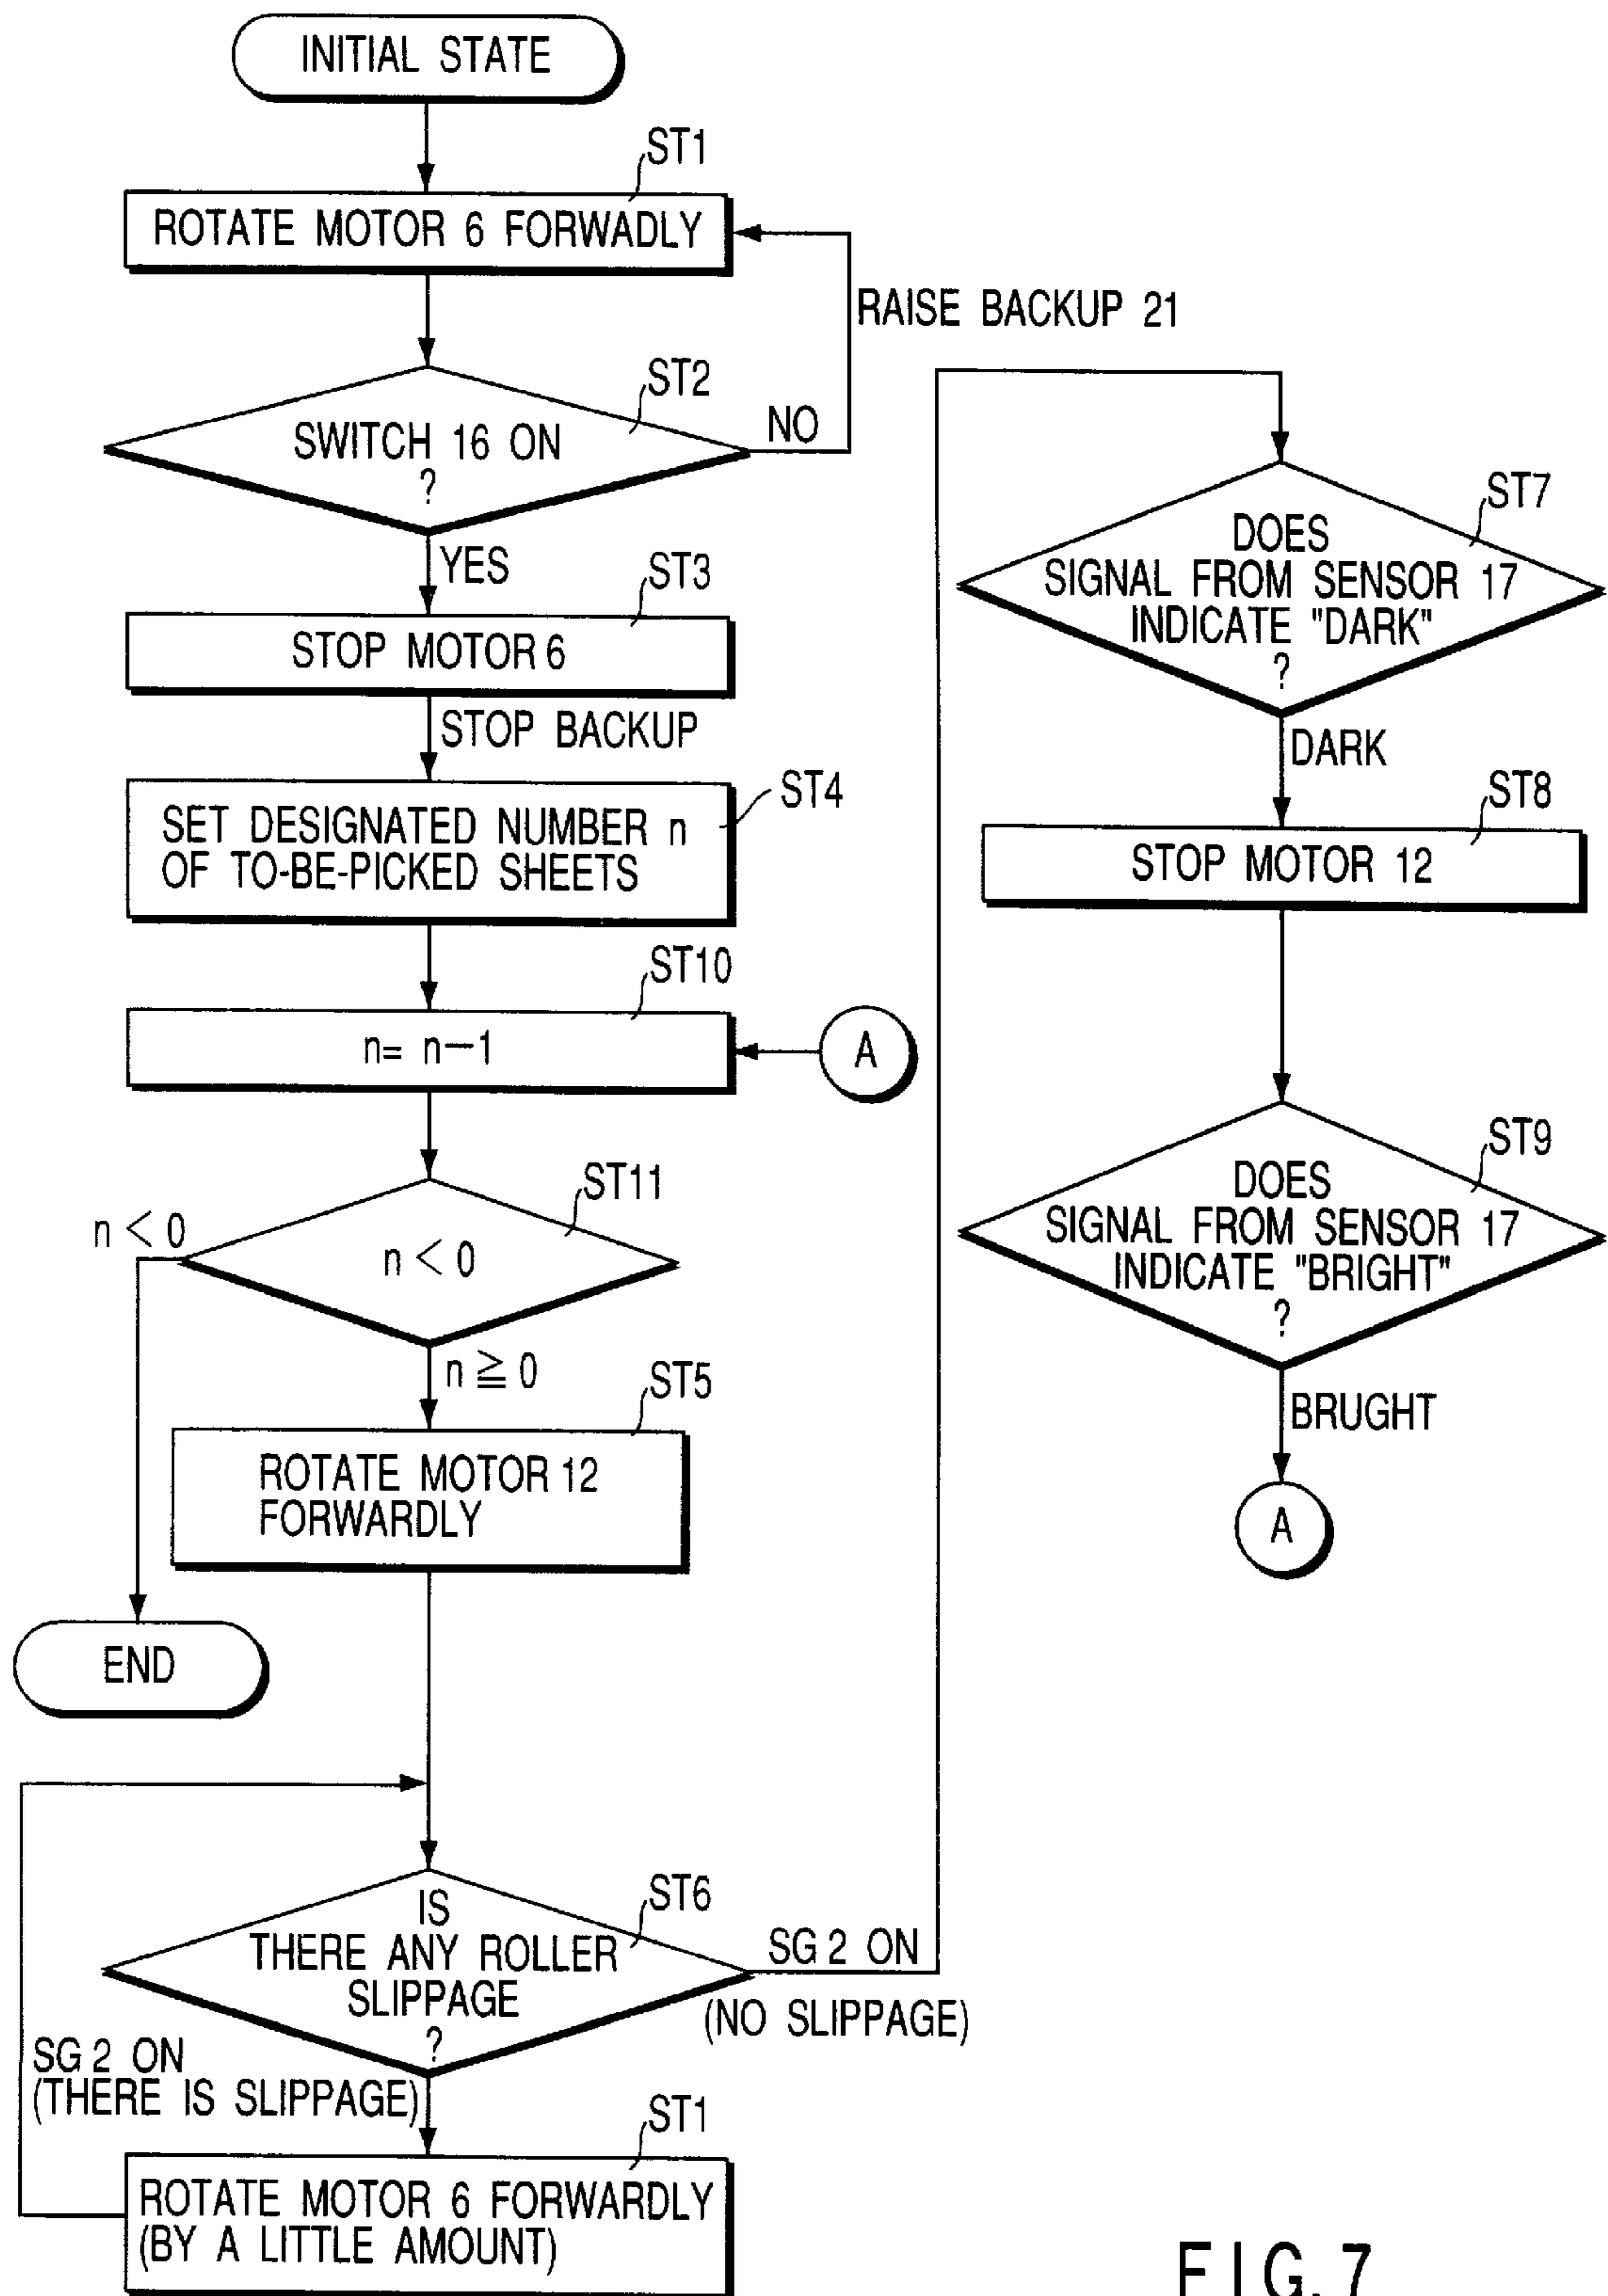 INITIAL STATE
ST1
ROTATE MOTOR 6 FORWADLY
RAISE BACKUP 21
ST2
SWITCH 16 ON
?
NO
YES
ST3
STOP MOTOR 6
STOP BACKUP
ST4
SET DESIGNATED NUMBER n
OF TO-BE-PICKED SHEETS
ST10
n= n-1
A
ST11
n < 0
n < 0
n ≧ 0
ST5
ROTATE MOTOR 12
FORWARDLY
END
ST6
IS
THERE ANY ROLLER
SLIPPAGE
?
SG 2 ON
(NO SLIPPAGE)
SG 2 ON
(THERE IS SLIPPAGE)
ST1
ROTATE MOTOR 6 FORWARDLY
(BY A LITTLE AMOUNT)
ST7
DOES
SIGNAL FROM SENSOR 17
INDICATE "DARK"
?
DARK
ST8
STOP MOTOR 12
ST9
DOES
SIGNAL FROM SENSOR 17
INDICATE "BRIGHT"
?
BRUGHT
A
FIG. 7